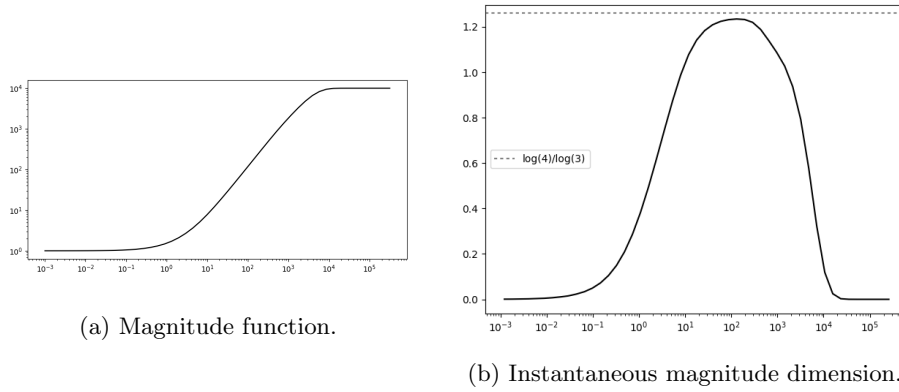 10⁴
10³
10²
10¹
10⁰
10⁻³ 10⁻² 10⁻¹ 10⁰ 10¹ 10² 10³ 10⁴ 10⁵
(a) Magnitude function.
1.2
1.0
0.8
0.6
0.4
0.2
0.0
log(4)/log(3)
10⁻³ 10⁻² 10⁻¹ 10⁰ 10¹ 10² 10³ 10⁴ 10⁵
(b) Instantaneous magnitude dimension.